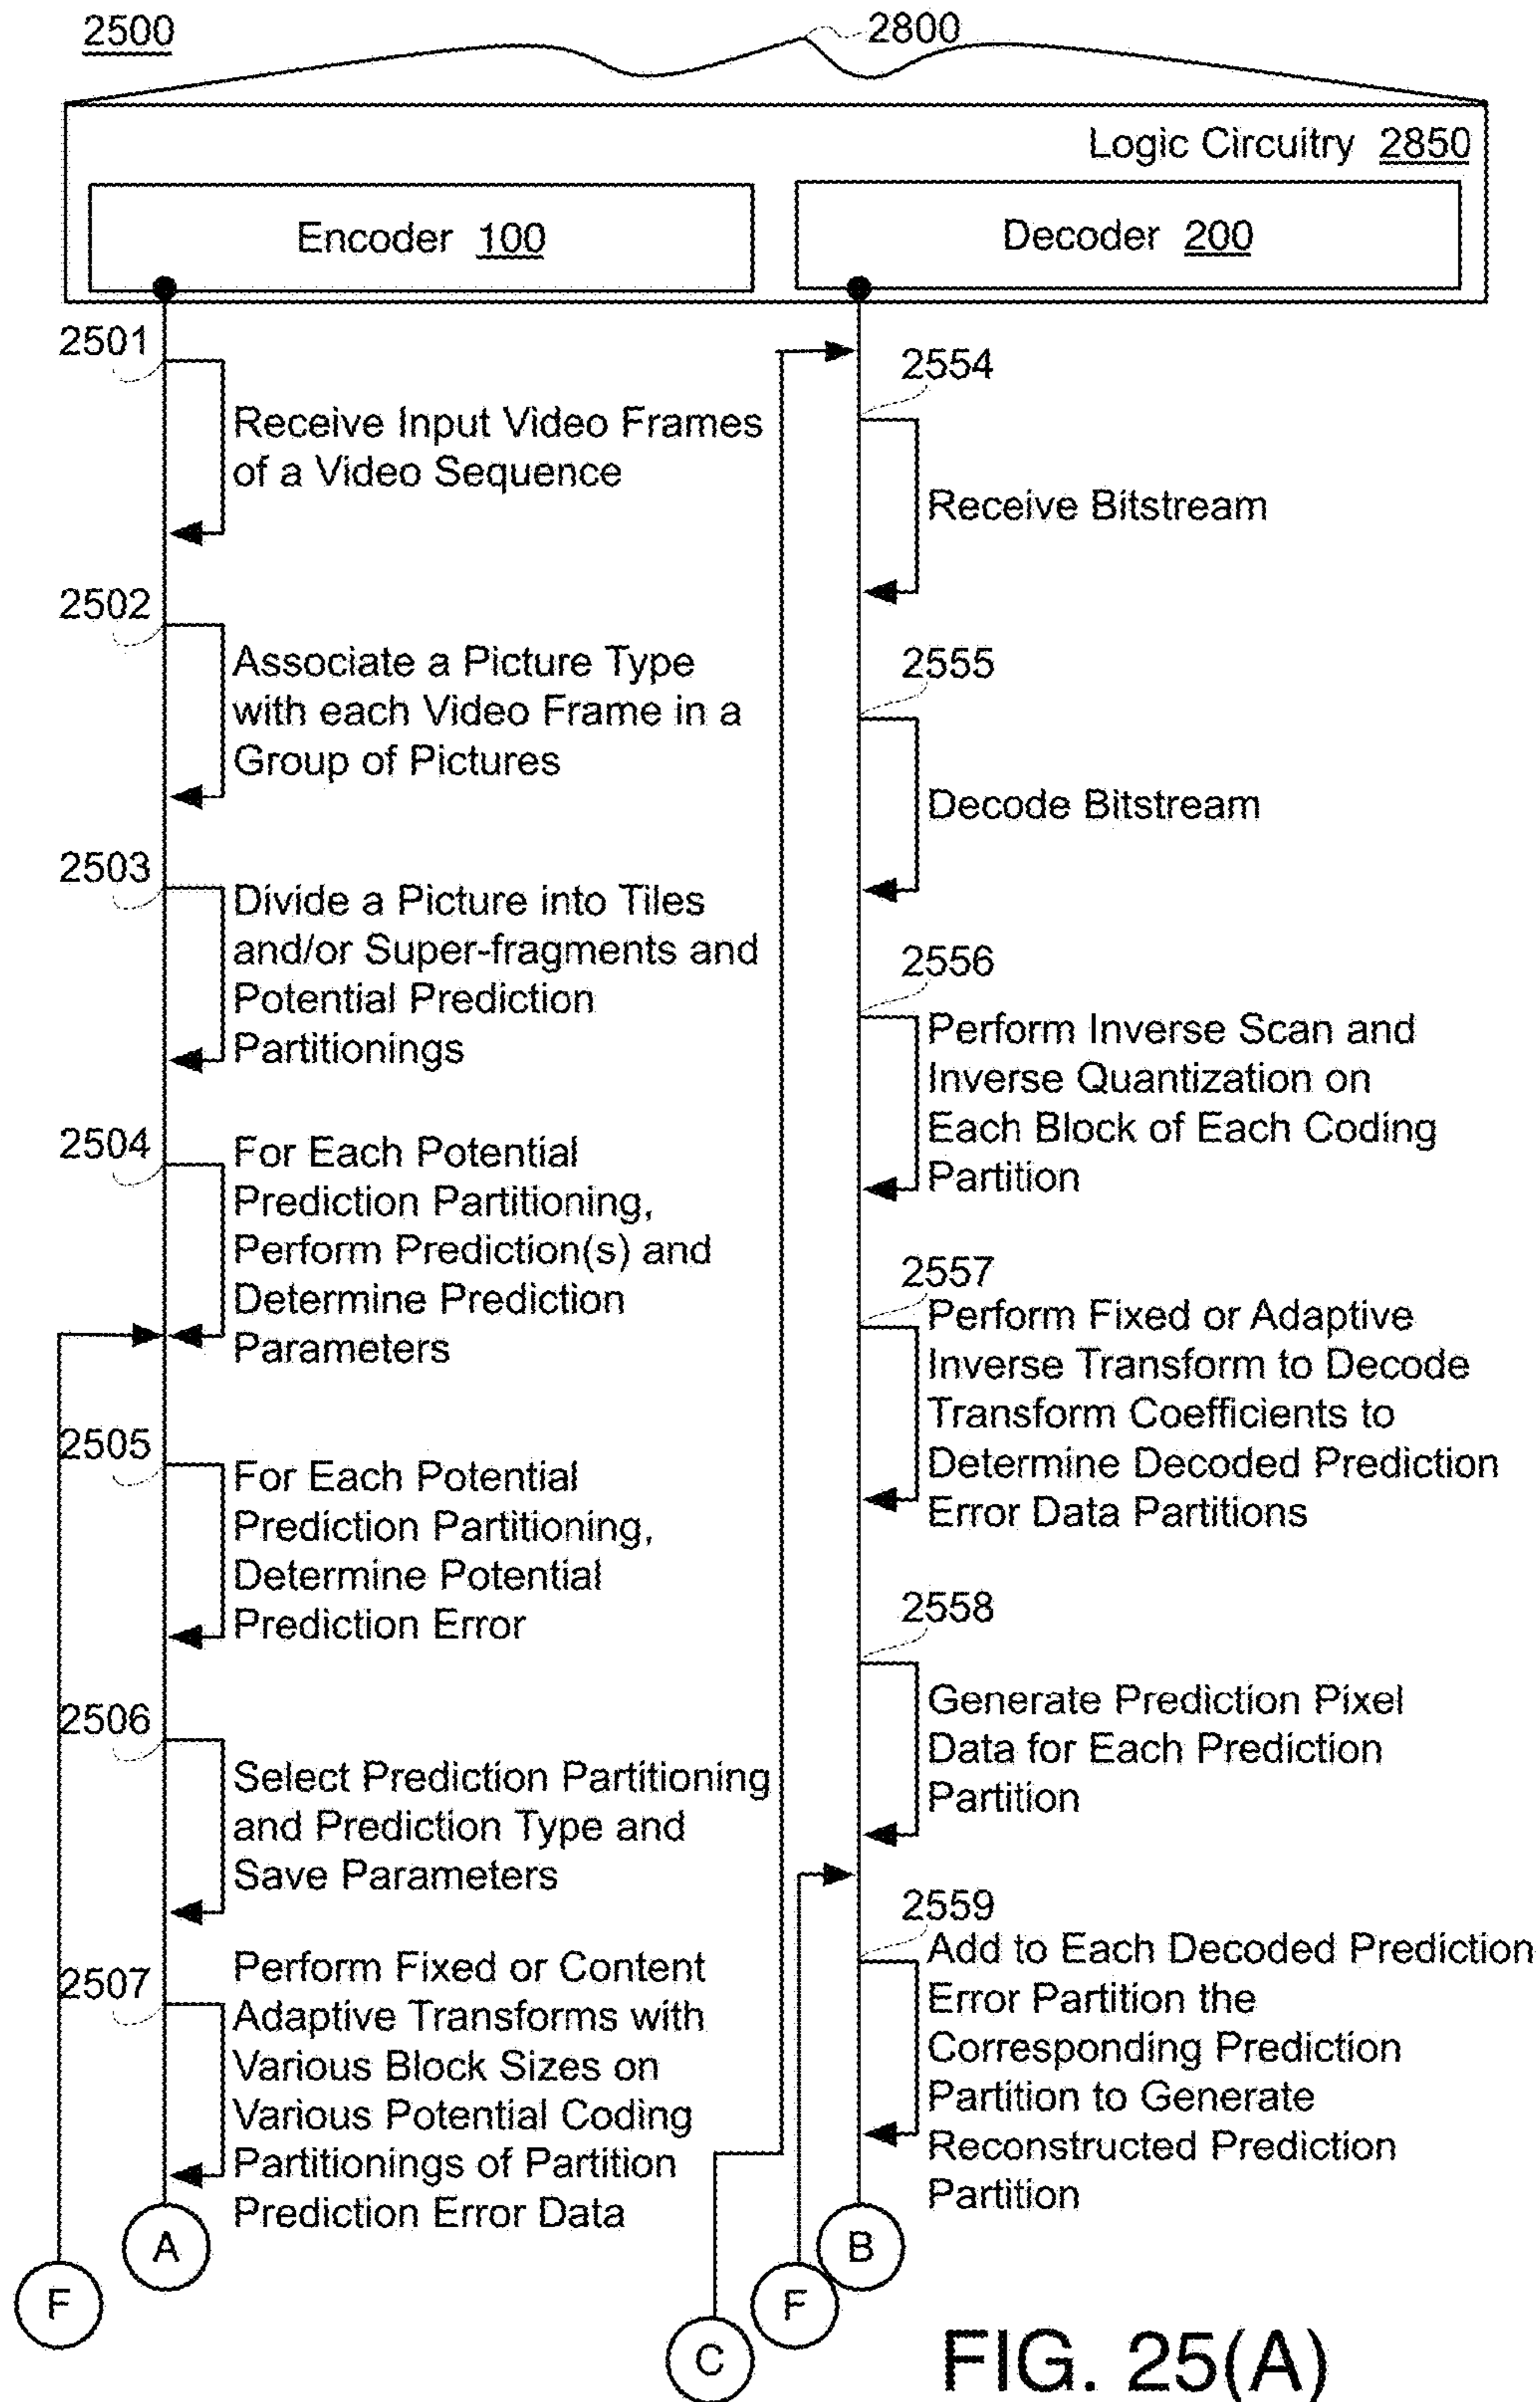 2500
2800
Logic Circuitry 2850
Encoder 100
Decoder 200
2501
Receive Input Video Frames
of a Video Sequence
2502
Associate a Picture Type
with each Video Frame in a
Group of Pictures
2503
Divide a Picture into Tiles
and/or Super-fragments and
Potential Prediction
Partitionings
2504
For Each Potential
Prediction Partitioning,
Perform Prediction(s) and
Determine Prediction
Parameters
2505
For Each Potential
Prediction Partitioning,
Determine Potential
Prediction Error
2506
Select Prediction Partitioning
and Prediction Type and
Save Parameters
2507
Perform Fixed or Content
Adaptive Transforms with
Various Block Sizes on
Various Potential Coding
Partitionings of Partition
Prediction Error Data
A
F
2554
Receive Bitstream
2555
Decode Bitstream
2556
Perform Inverse Scan and
Inverse Quantization on
Each Block of Each Coding
Partition
2557
Perform Fixed or Adaptive
Inverse Transform to Decode
Transform Coefficients to
Determine Decoded Prediction
Error Data Partitions
2558
Generate Prediction Pixel
Data for Each Prediction
Partition
2559
Add to Each Decoded Prediction
Error Partition the
Corresponding Prediction
Partition to Generate
Reconstructed Prediction
Partition
B
F
C
FIG. 25(A)